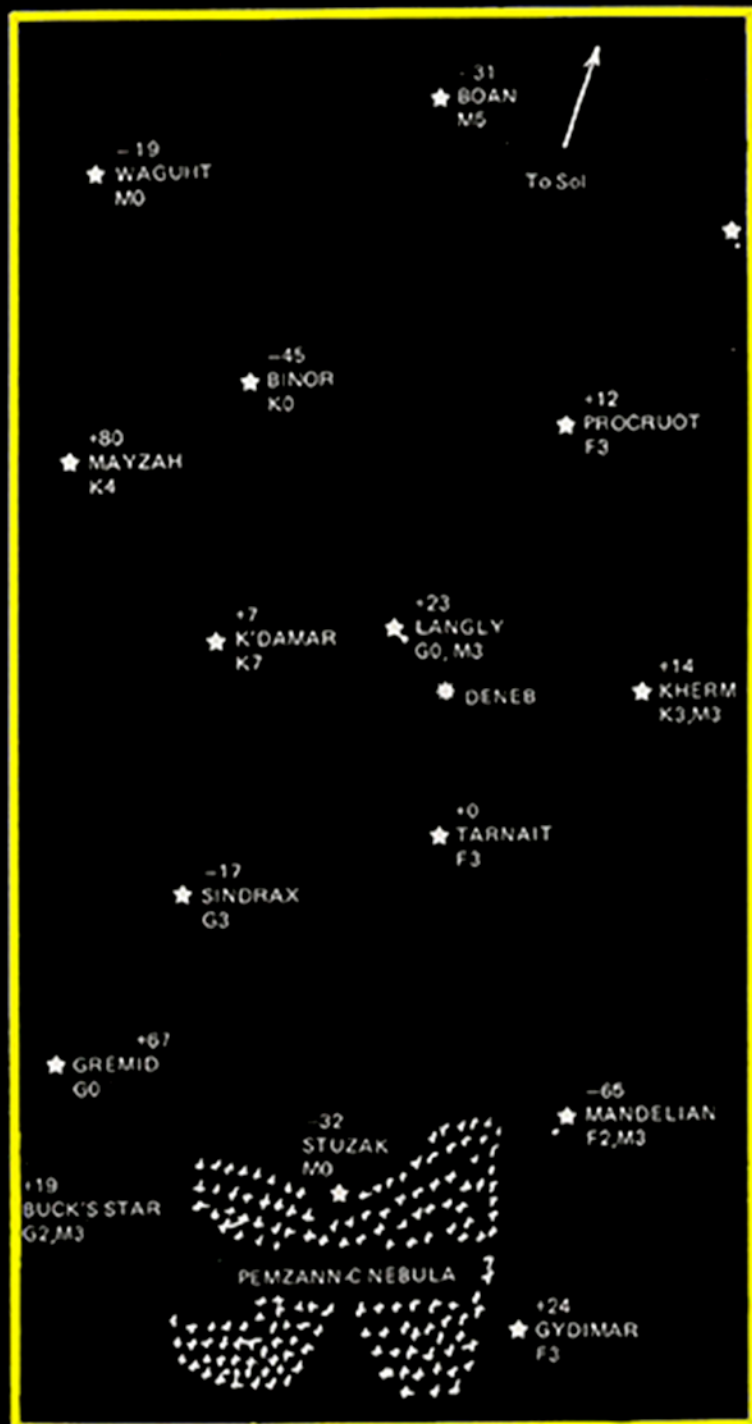 -31
BOAN
M5
To Sol
-19
WAGUHT
M0
-45
BINOR
K0
+12
PROCRUOT
F3
+80
MAYZAH
K4
+23
LANGLY
G0, M3
+7
K'DAMAR
K7
+14
KHERM
K3,M3
DENEB
+0
TARNAIT
F3
-17
SINDRAX
G3
+67
GREMID
G0
-65
MANDELIAN
F2,M3
-32
STUZAK
M0
+19
BUCK'S STAR
G2,M3
PEMZANN-C NEBULA
+24
GYDIMAR
F3